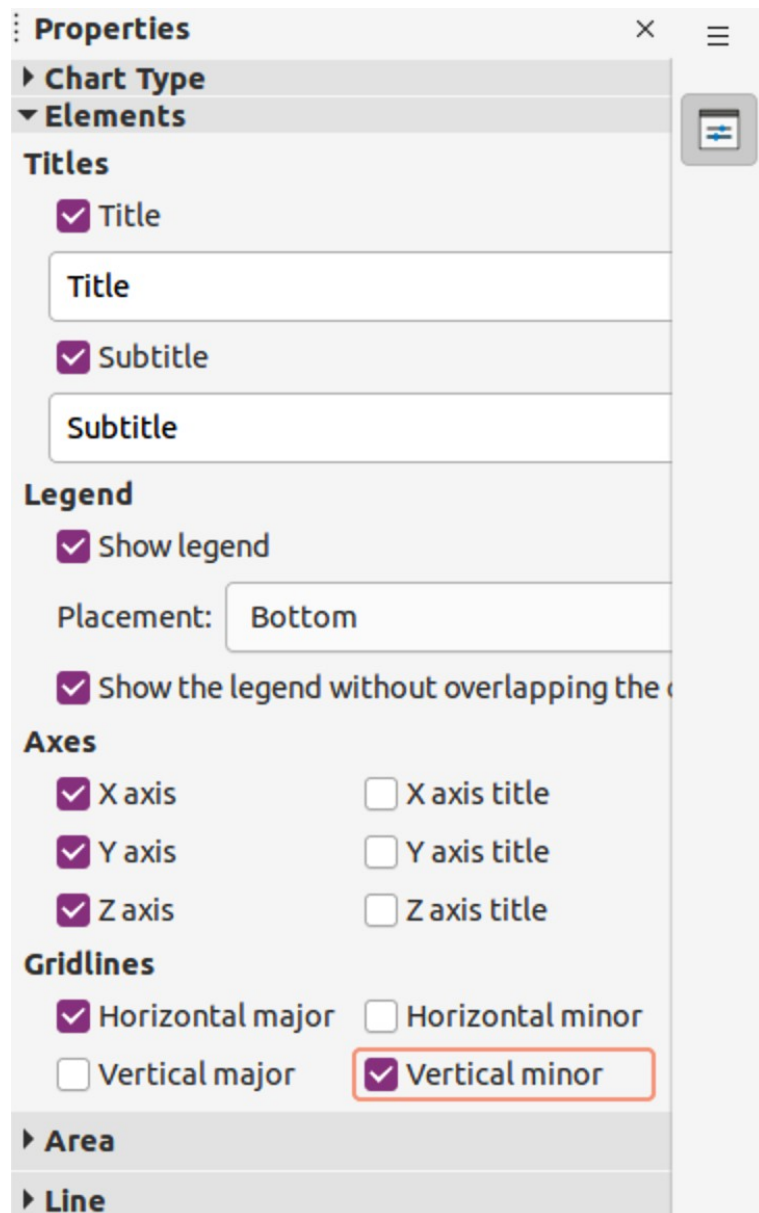 Properties
Chart Type
Elements
Titles
Title
Title
Subtitle
Subtitle
Legend
Show legend
Placement: Bottom
Show the legend without overlapping the
Axes
X axis X axis title
Y axis Y axis title
Z axis Z axis title
Gridlines
Horizontal major Horizontal minor
Vertical major Vertical minor
Area
Line